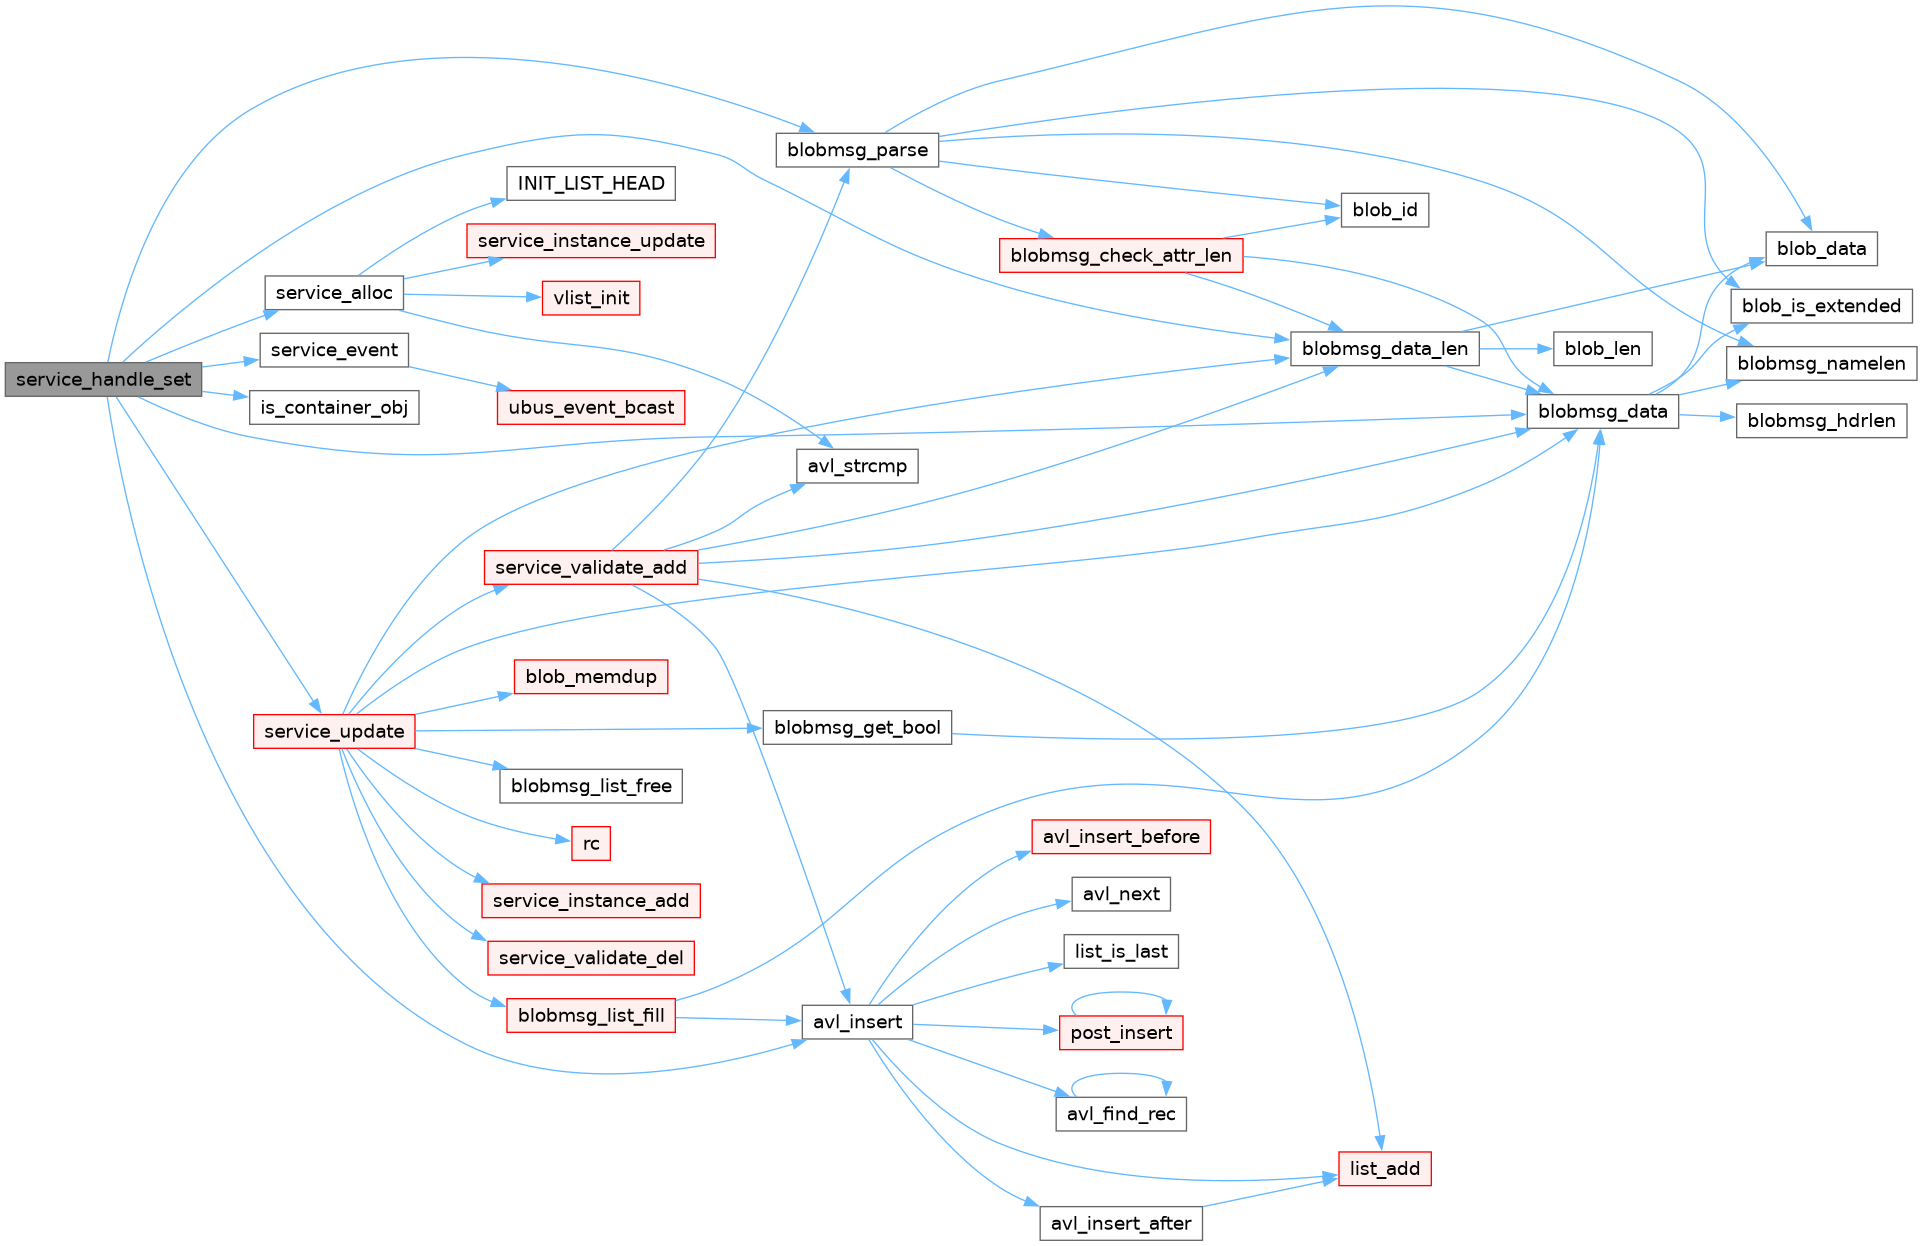 service_handle_set
blobmsg_parse
INIT_LIST_HEAD
service_instance_update
vlist_init
service_alloc
service_event
is_container_obj
ubus_event_bcast
avl_strcmp
blobmsg_check_attr_len
blob_id
blob_data
blob_is_extended
blobmsg_data_len
blob_len
blobmsg_namelen
blobmsg_data
blobmsg_hdrlen
service_validate_add
blob_memdup
service_update
blobmsg_get_bool
blobmsg_list_free
rc
service_instance_add
service_validate_del
blobmsg_list_fill
avl_insert
avl_insert_before
avl_next
list_is_last
post_insert
avl_find_rec
list_add
avl_insert_after